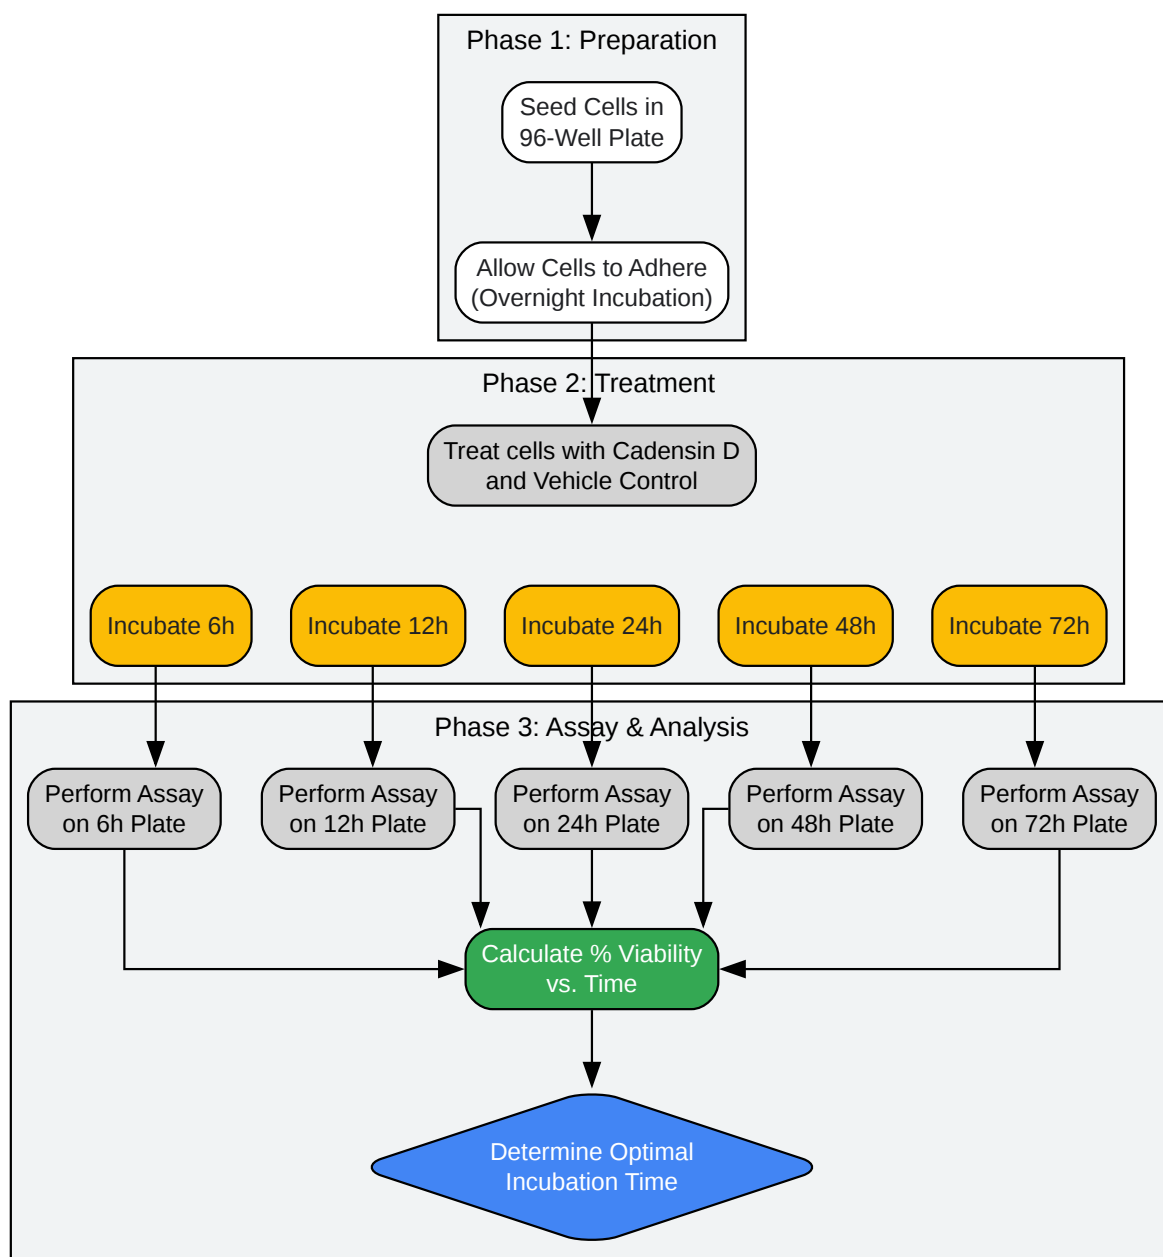 Phase 1: Preparation
Seed Cells in
96-Well Plate
Allow Cells to Adhere
(Overnight Incubation)
Phase 2: Treatment
Treat cells with Cadensin D
and Vehicle Control
Incubate 6h
Incubate 12h
Incubate 24h
Incubate 48h
Incubate 72h
Phase 3: Assay & Analysis
Perform Assay
on 6h Plate
Perform Assay
on 12h Plate
Perform Assay
on 24h Plate
Perform Assay
on 48h Plate
Perform Assay
on 72h Plate
Calculate % Viability
vs. Time
Determine Optimal
Incubation Time